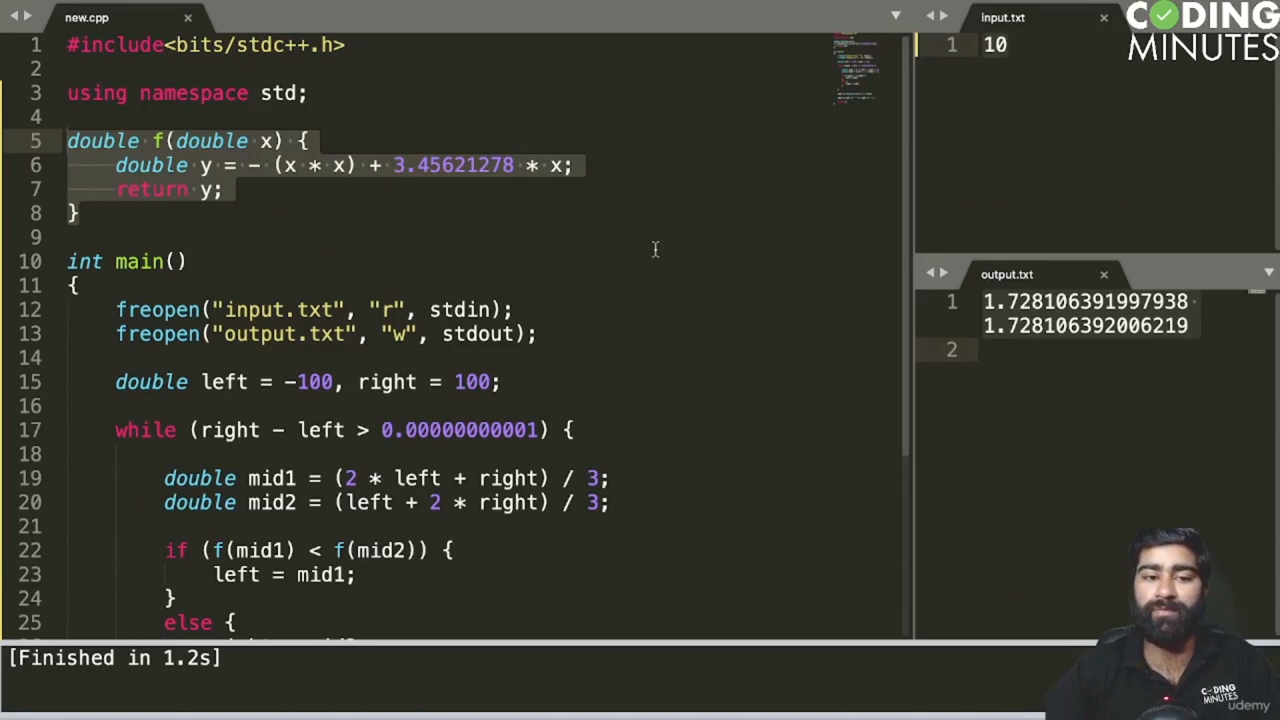 new.cpp
1 #include<bits/stdc++.h>
2
3 using namespace std;
4
5 double f(double x) {
6 double y = - (x * x) + 3.45621278 * x;
7 return y;
8 }
9
10 int main()
11 {
12 freopen("input.txt", "r", stdin);
13 freopen("output.txt", "w", stdout);
14
15 double left = -100, right = 100;
16
17 while (right - left > 0.00000000001) {
18
19 double mid1 = (2 * left + right) / 3;
20 double mid2 = (left + 2 * right) / 3;
21
22 if (f(mid1) < f(mid2)) {
23 left = mid1;
24 }
25 else {
[Finished in 1.2s]
input.txt
1 10
output.txt
1 1.728106391997938
1.728106392006219
2
CODING
MINUTES
CODING
MINUTES
udemy